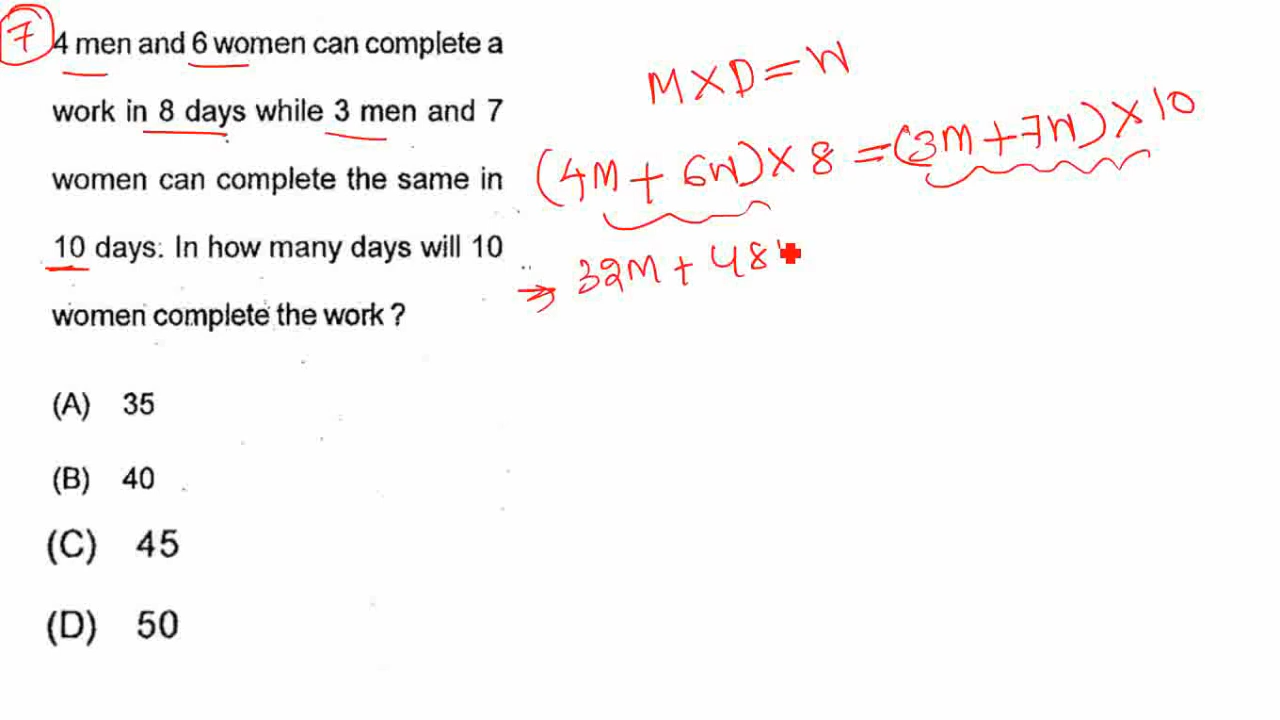 7
4 men and 6 women can complete a
work in 8 days while 3 men and 7
women can complete the same in
10 days. In how many days will 10
women complete the work ?
(A) 35
(B) 40
(C) 45
(D) 50
M×D=W
(4M+6W)×8=(3M+7W)×10
→ 32M+48